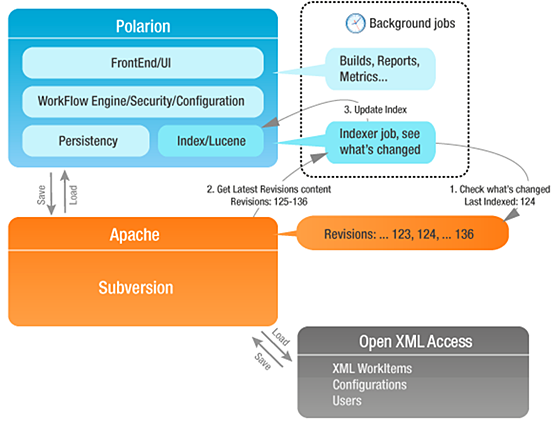 Polarion
FrontEnd/UI
WorkFlow Engine/Security/Configuration
Persistency
Index/Lucene
Background jobs
Builds, Reports,
Metrics...
3. Update Index
Indexer job, see
what's changed
Save
Load
2. Get Latest Revisions content
Revisions: 125-136
1. Check what's changed
Last Indexed: 124
Apache
Subversion
Revisions: ... 123, 124, ... 136
Load
Save
Open XML Access
XML WorkItems
Configurations
Users